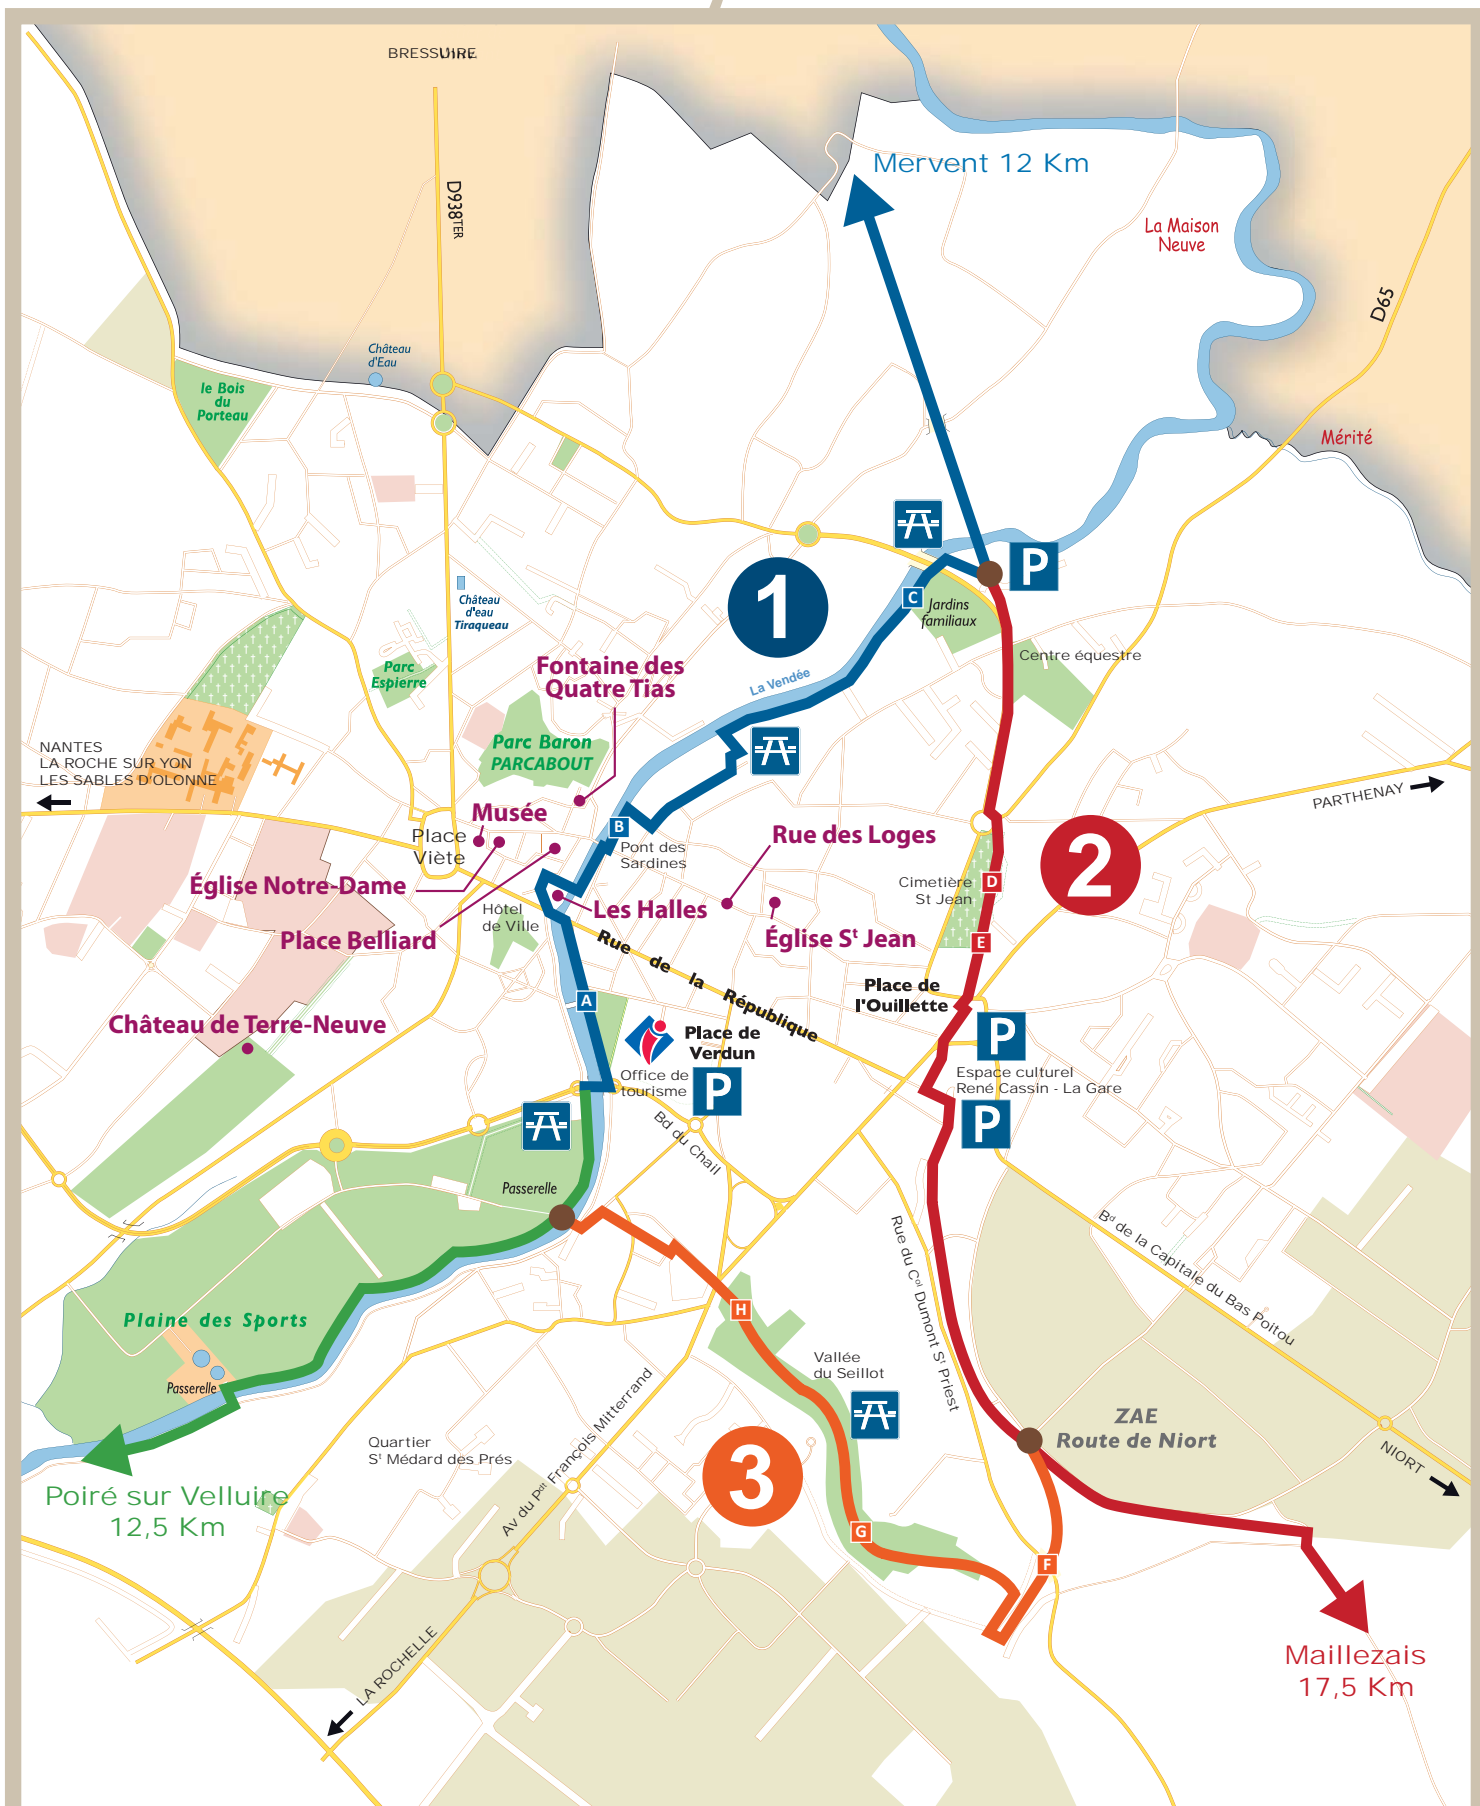 BRESSUIRE
D938TER
Mervent 12 Km
La Maison
Neuve
D65
Château
d'Eau
le Bois
du
Porteau
Mérité
P
1
C
Jardins
familiaux
Château
d'eau
Tiraqueau
Centre équestre
Parc
Espierre
Fontaine des
Quatre Tias
La Vendée
Parc Baron
PARCABOUT
NANTES
LA ROCHE SUR YON
LES SABLES D'OLONNE
PARTHENAY
Musée
Place
Viète
B
Pont des
Sardines
Rue des Loges
2
Église Notre-Dame
Cimetière
St Jean
D
Les Halles
Hôtel
de Ville
Place Belliard
Église St Jean
E
Rue de la République
Place de
l'Ouillette
A
Château de Terre-Neuve
Place de
Verdun
P
Office de
tourisme
P
Espace culturel
René Cassin - La Gare
P
Bd du Chail
Passerelle
Rue du Col Dumont St Priest
Bd de la Capitale du Bas Poitou
H
Plaine des Sports
Passerelle
Vallée
du Seillot
Av du Pdt François Mitterrand
ZAE
Route de Niort
Quartier
St Médard des Prés
NIORT
3
Poiré sur Velluire
12,5 Km
G
F
LA ROCHELLE
Maillezais
17,5 Km